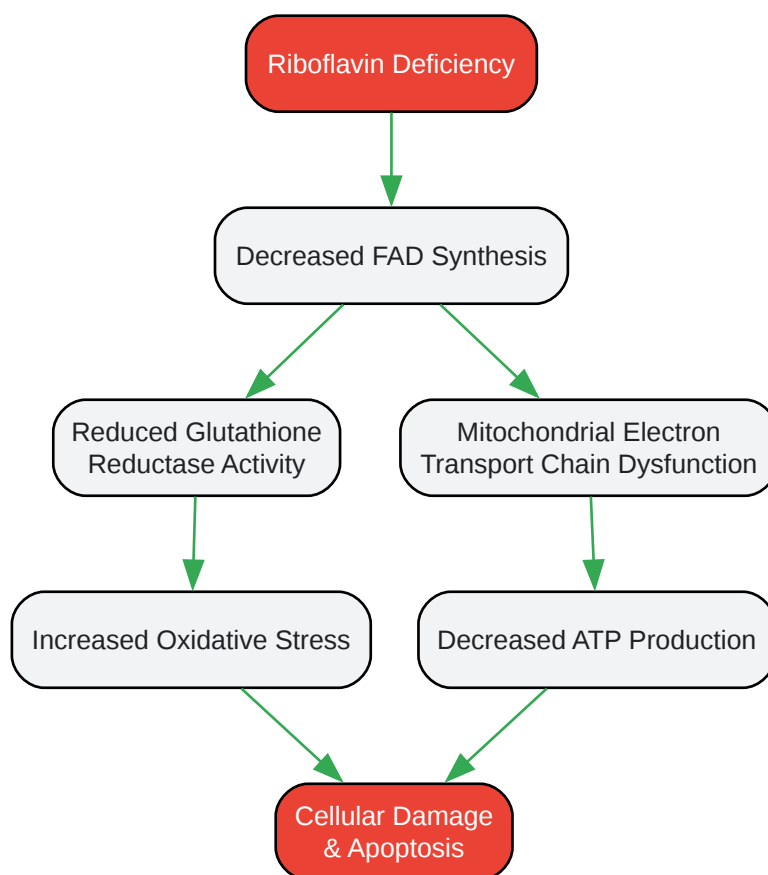 Riboflavin Deficiency
Decreased FAD Synthesis
Reduced Glutathione
Reductase Activity
Mitochondrial Electron
Transport Chain Dysfunction
Increased Oxidative Stress
Decreased ATP Production
Cellular Damage
& Apoptosis